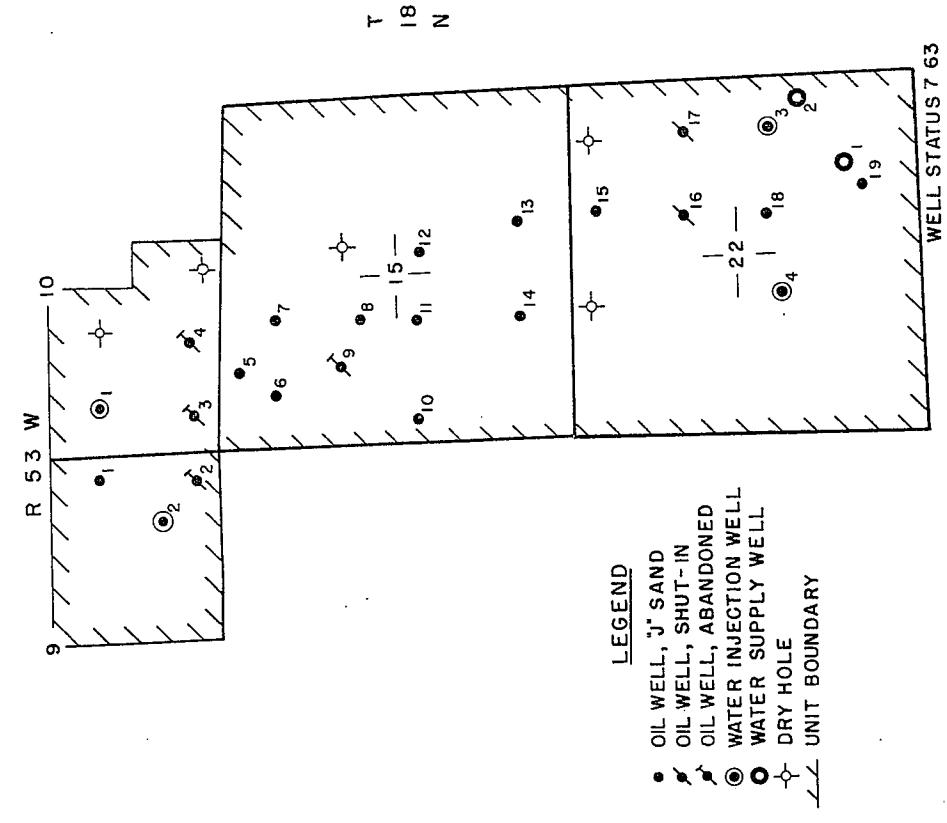 R 53 W
9
10
T
18
N
1
1
2
2
3
4
5
6
7
8
9
10
11
12
— 15 —
13
14
15
16
17
18
3
2
— 22 —
4
1
19
WELL STATUS 7 63
LEGEND
OIL WELL, "J" SAND
OIL WELL, SHUT-IN
OIL WELL, ABANDONED
WATER INJECTION WELL
WATER SUPPLY WELL
DRY HOLE
UNIT BOUNDARY